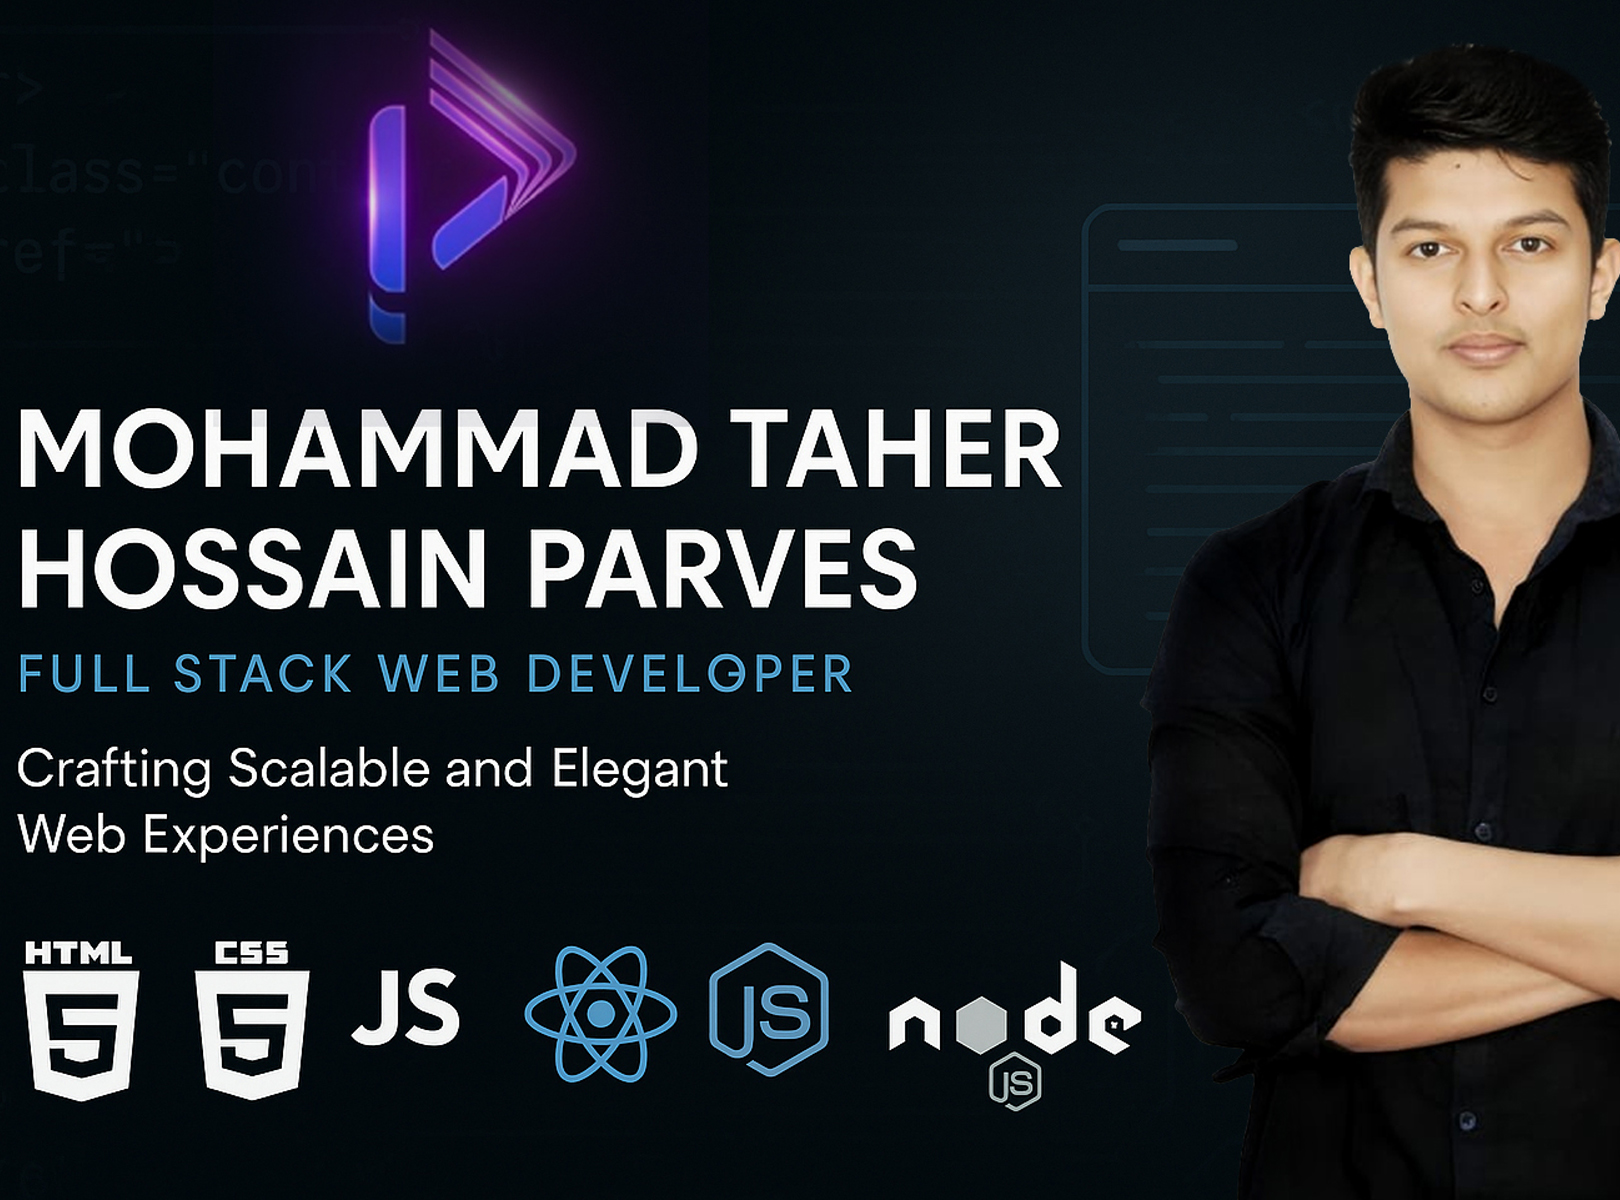 class="con
ref=">
MOHAMMAD TAHER
HOSSAIN PARVES
FULL STACK WEB DEVELOPER
Crafting Scalable and Elegant
Web Experiences
HTML CSS JS JS node
5 5
JS